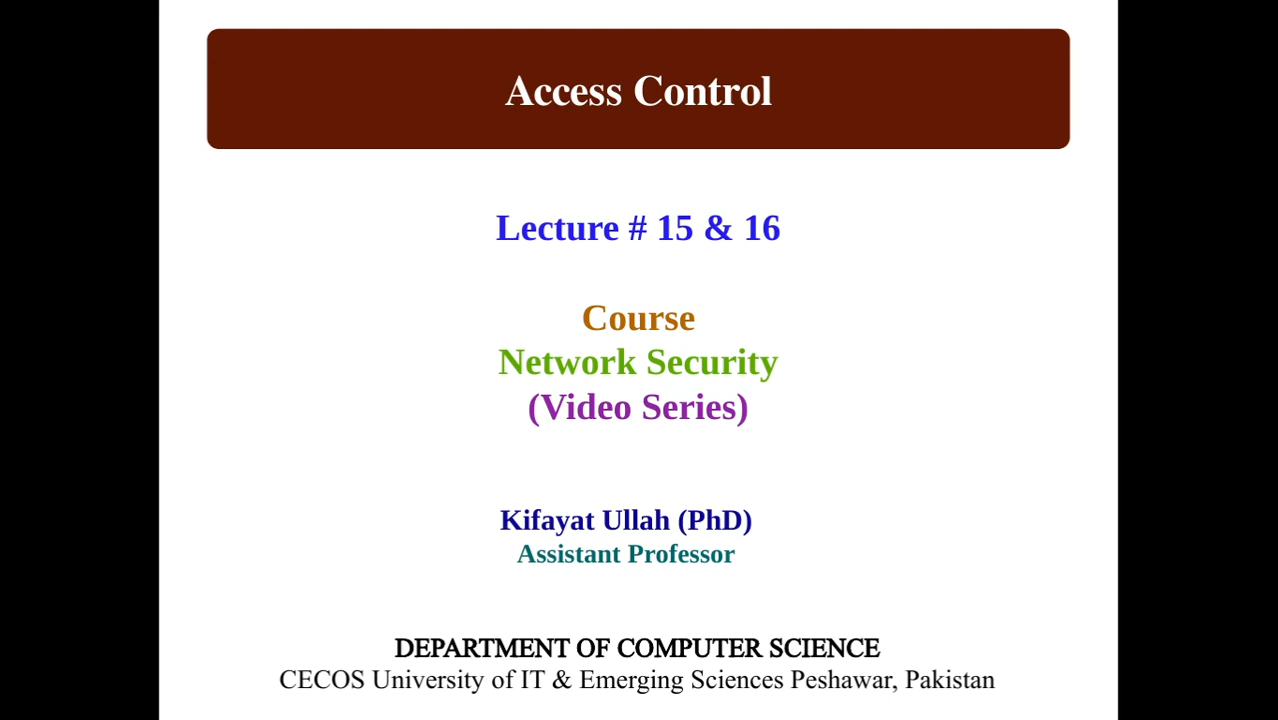 Access Control
Lecture # 15 & 16
Course
Network Security
(Video Series)
Kifayat Ullah (PhD)
Assistant Professor
DEPARTMENT OF COMPUTER SCIENCE
CECOS University of IT & Emerging Sciences Peshawar, Pakistan